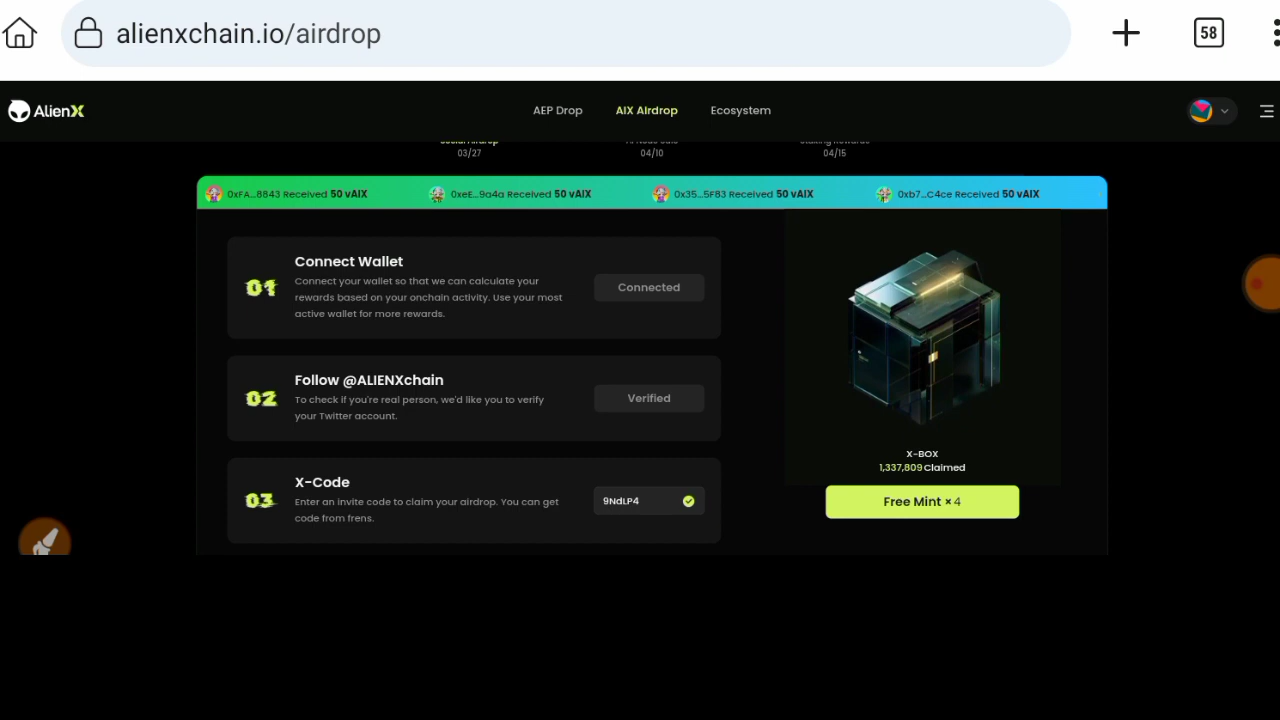 alienxchain.io/airdrop
58
AlienX
AEP Drop
AIX Airdrop
Ecosystem
03/27
04/10
04/15
0xFA...8843 Received 50 vAIX
0xeE...9a4a Received 50 vAIX
0x35...5F83 Received 50 vAIX
0xb7...C4ce Received 50 vAIX
01
Connect Wallet
Connect your wallet so that we can calculate your
rewards based on your onchain activity. Use your most
active wallet for more rewards.
Connected
02
Follow @ALIENXchain
To check if you're real person, we'd like you to verify
your Twitter account.
Verified
03
X-Code
Enter an invite code to claim your airdrop. You can get
code from frens.
9NdLP4
X-BOX
1,337,809 Claimed
Free Mint × 4